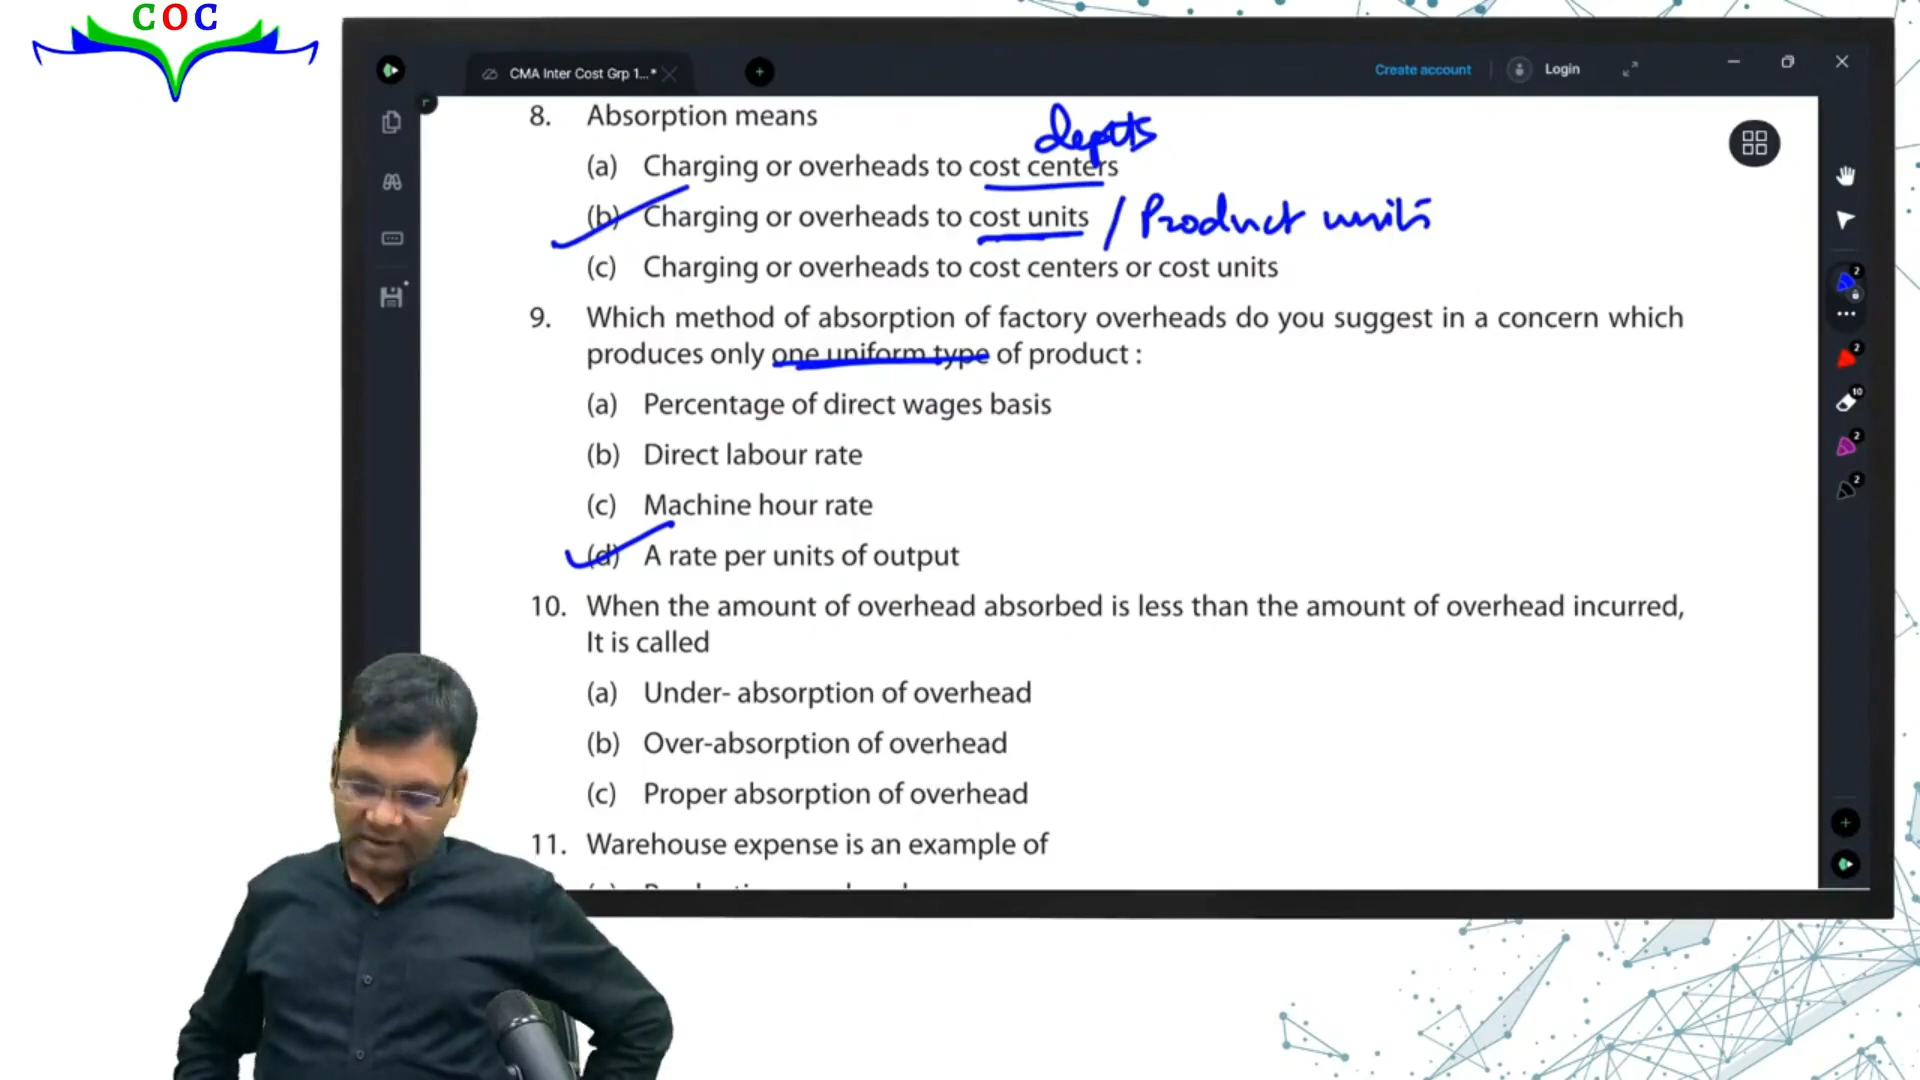 COC
CMA Inter Cost Grp 1...*
Create account
Login
8. Absorption means
depts
(a) Charging or overheads to cost centers
(b) Charging or overheads to cost units / Product units
(c) Charging or overheads to cost centers or cost units
9. Which method of absorption of factory overheads do you suggest in a concern which
produces only one uniform type of product :
(a) Percentage of direct wages basis
(b) Direct labour rate
(c) Machine hour rate
(d) A rate per units of output
10. When the amount of overhead absorbed is less than the amount of overhead incurred,
It is called
(a) Under- absorption of overhead
(b) Over-absorption of overhead
(c) Proper absorption of overhead
11. Warehouse expense is an example of
2
2
10
2
2